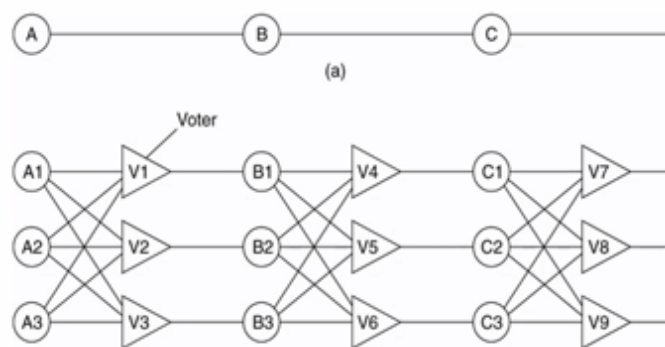 A B C
(a)
Voter
A1 V1 B1 V4 C1 V7
A2 V2 B2 V5 C2 V8
A3 V3 B3 V6 C3 V9